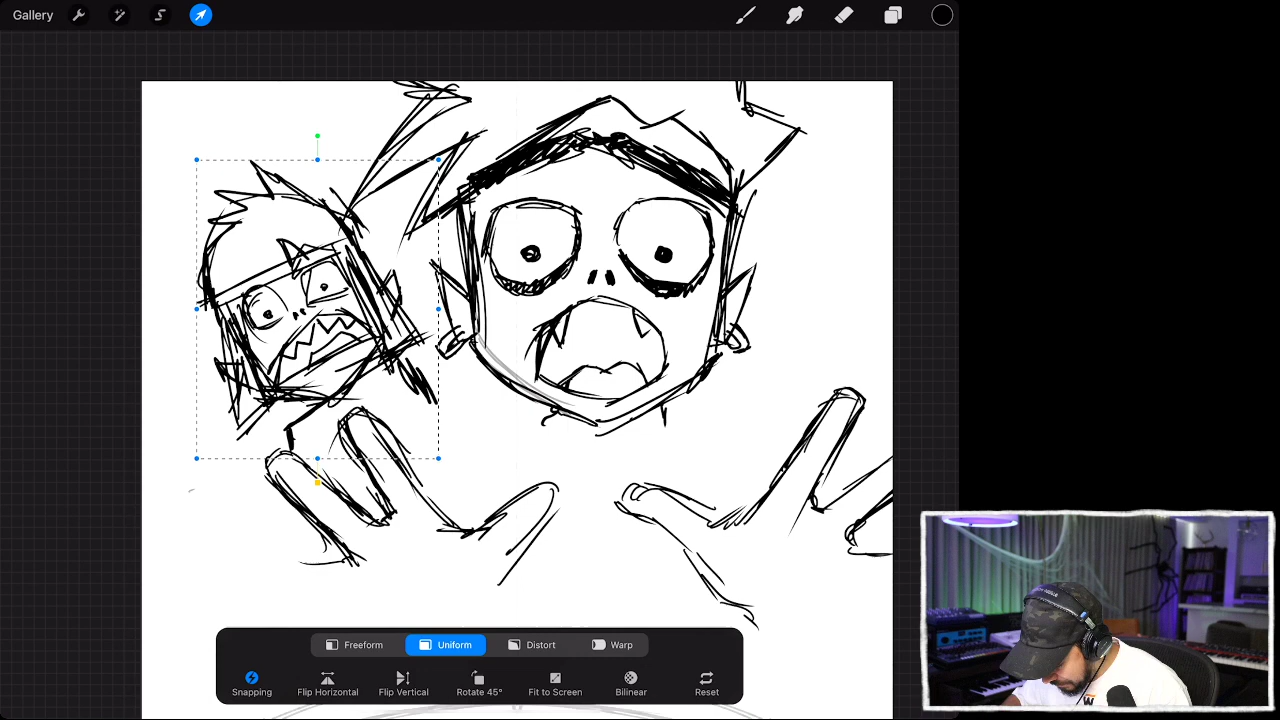 Gallery
Freeform Uniform Distort Warp
Snapping Flip Horizontal Flip Vertical Rotate 45° Fit to Screen Bilinear Reset